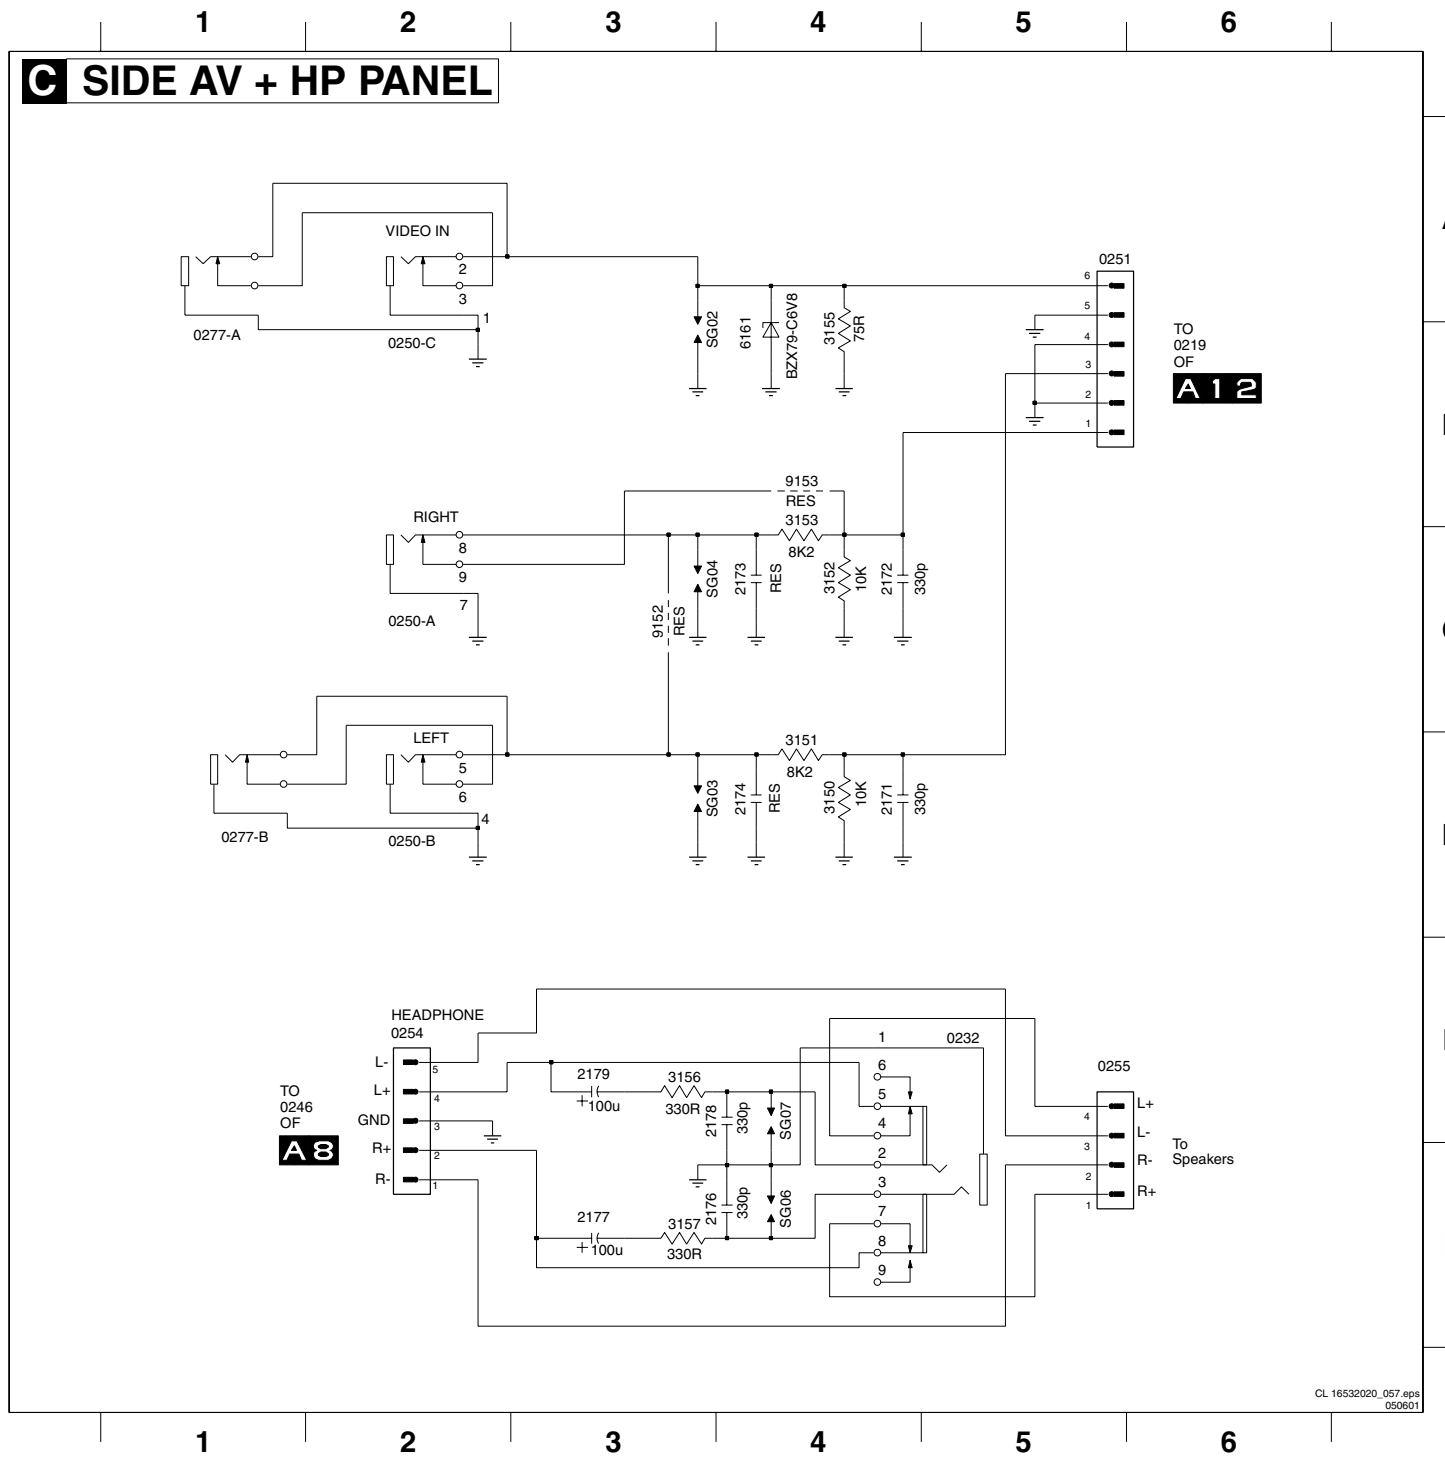 1 2 3 4 5 6
C SIDE AV + HP PANEL
VIDEO IN
2
3
1
0277-A
0250-C
SG02
6161
BZX79-C6V8
3155
75R
0251
6
5
4
3
2
1
TO
0219
OF
A12
9153
RES
RIGHT
8
9
7
0250-A
3153
8K2
9152
RES
SG04
2173
RES
3152
10K
2172
330p
LEFT
5
6
4
0277-B
0250-B
3151
8K2
SG03
2174
RES
3150
10K
2171
330p
HEADPHONE
0254
L-
5
L+
4
GND
3
R+
2
R-
1
TO
0246
OF
A8
2179
+100u
3156
330R
2178
330p
SG07
2176
330p
SG06
2177
+100u
3157
330R
1
0232
6
5
4
2
3
7
8
9
0255
L+
4
L-
3
R-
2
R+
1
To
Speakers
CL 16532020_057.eps
050601
1 2 3 4 5 6